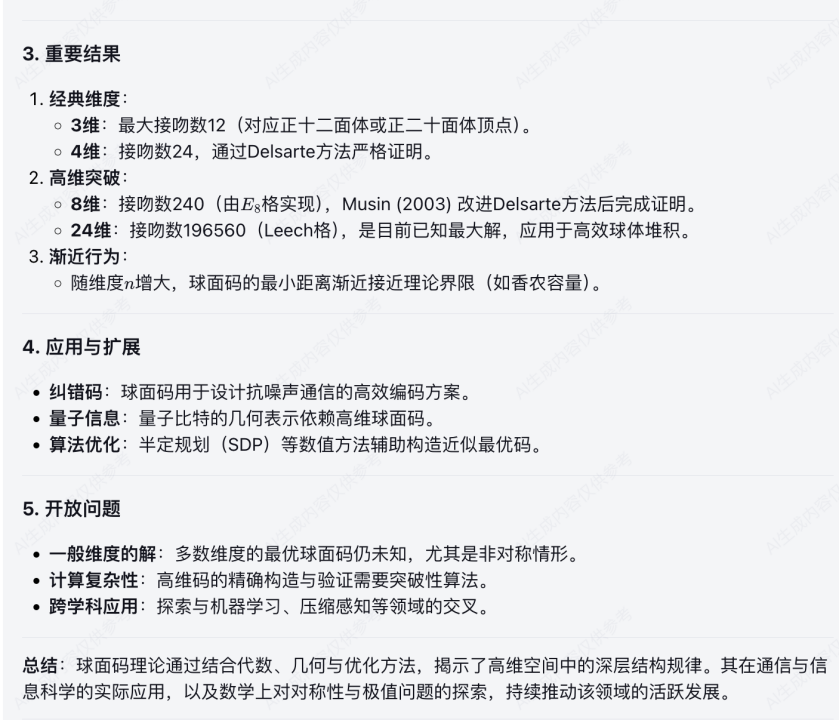 3. 重要结果
1. 经典维度：
3维：最大接吻数12（对应正十二面体或正二十面体顶点）。
4维：接吻数24，通过Delsarte方法严格证明。
2. 高维突破：
8维：接吻数240（由E₈格实现），Musin (2003) 改进Delsarte方法后完成证明。
24维：接吻数196560（Leech格），是目前已知最大解，应用于高效球体堆积。
3. 渐近行为：
随维度n增大，球面码的最小距离渐近接近理论界限（如香农容量）。
4. 应用与扩展
纠错码：球面码用于设计抗噪声通信的高效编码方案。
量子信息：量子比特的几何表示依赖高维球面码。
算法优化：半定规划（SDP）等数值方法辅助构造近似最优码。
5. 开放问题
一般维度的解：多数维度的最优球面码仍未知，尤其是非对称情形。
计算复杂性：高维码的精确构造与验证需要突破性算法。
跨学科应用：探索与机器学习、压缩感知等领域的交叉。
总结：球面码理论通过结合代数、几何与优化方法，揭示了高维空间中的深层结构规律。其在通信与信
息科学的实际应用，以及数学上对对称性与极值问题的探索，持续推动该领域的活跃发展。
AI生成内容仅供参考